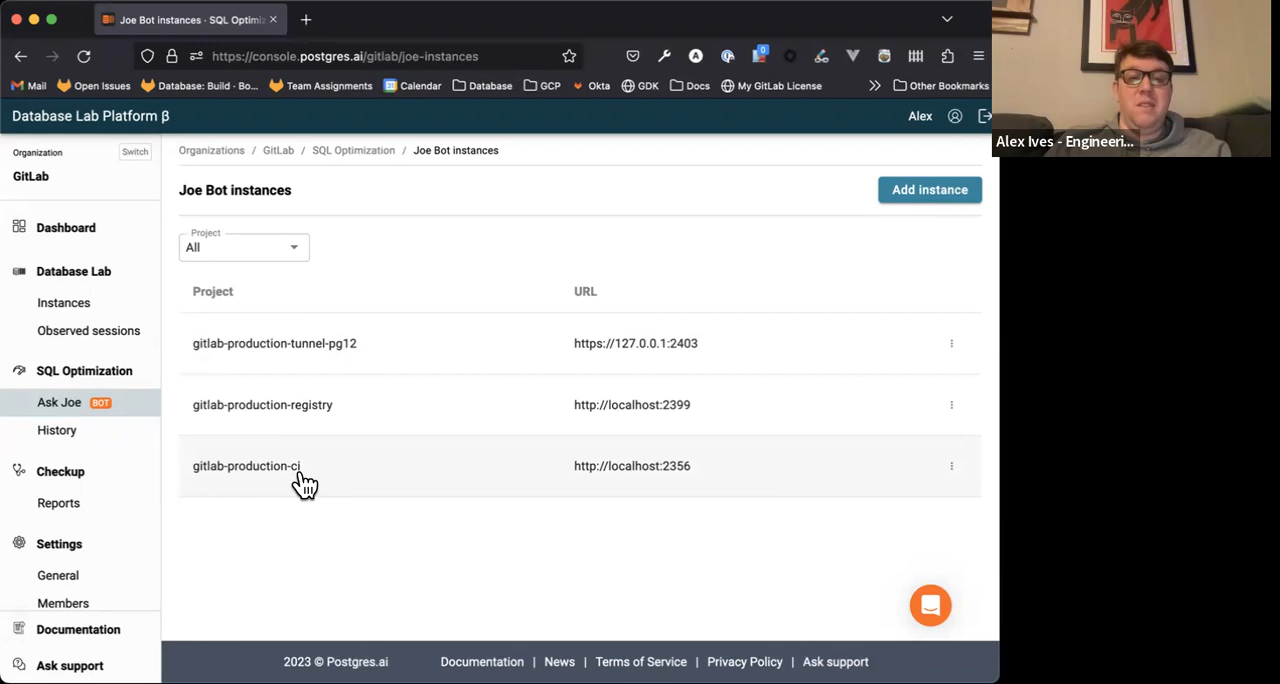 Joe Bot instances · SQL Optimiz
https://console.postgres.ai/gitlab/joe-instances
0
Mail
Open Issues
Database: Build · Bo...
Team Assignments
Calendar
Database
GCP
Okta
GDK
Docs
My GitLab License
Other Bookmarks
Database Lab Platform β
Alex
Alex Ives - Engineeri...
Organization
Switch
GitLab
Dashboard
Database Lab
Instances
Observed sessions
SQL Optimization
Ask Joe BOT
History
Checkup
Reports
Settings
General
Members
Documentation
Ask support
Organizations / GitLab / SQL Optimization / Joe Bot instances
Joe Bot instances
Add instance
Project
All
Project URL
gitlab-production-tunnel-pg12 https://127.0.0.1:2403
gitlab-production-registry http://localhost:2399
gitlab-production-ci http://localhost:2356
2023 © Postgres.ai Documentation | News | Terms of Service | Privacy Policy | Ask support